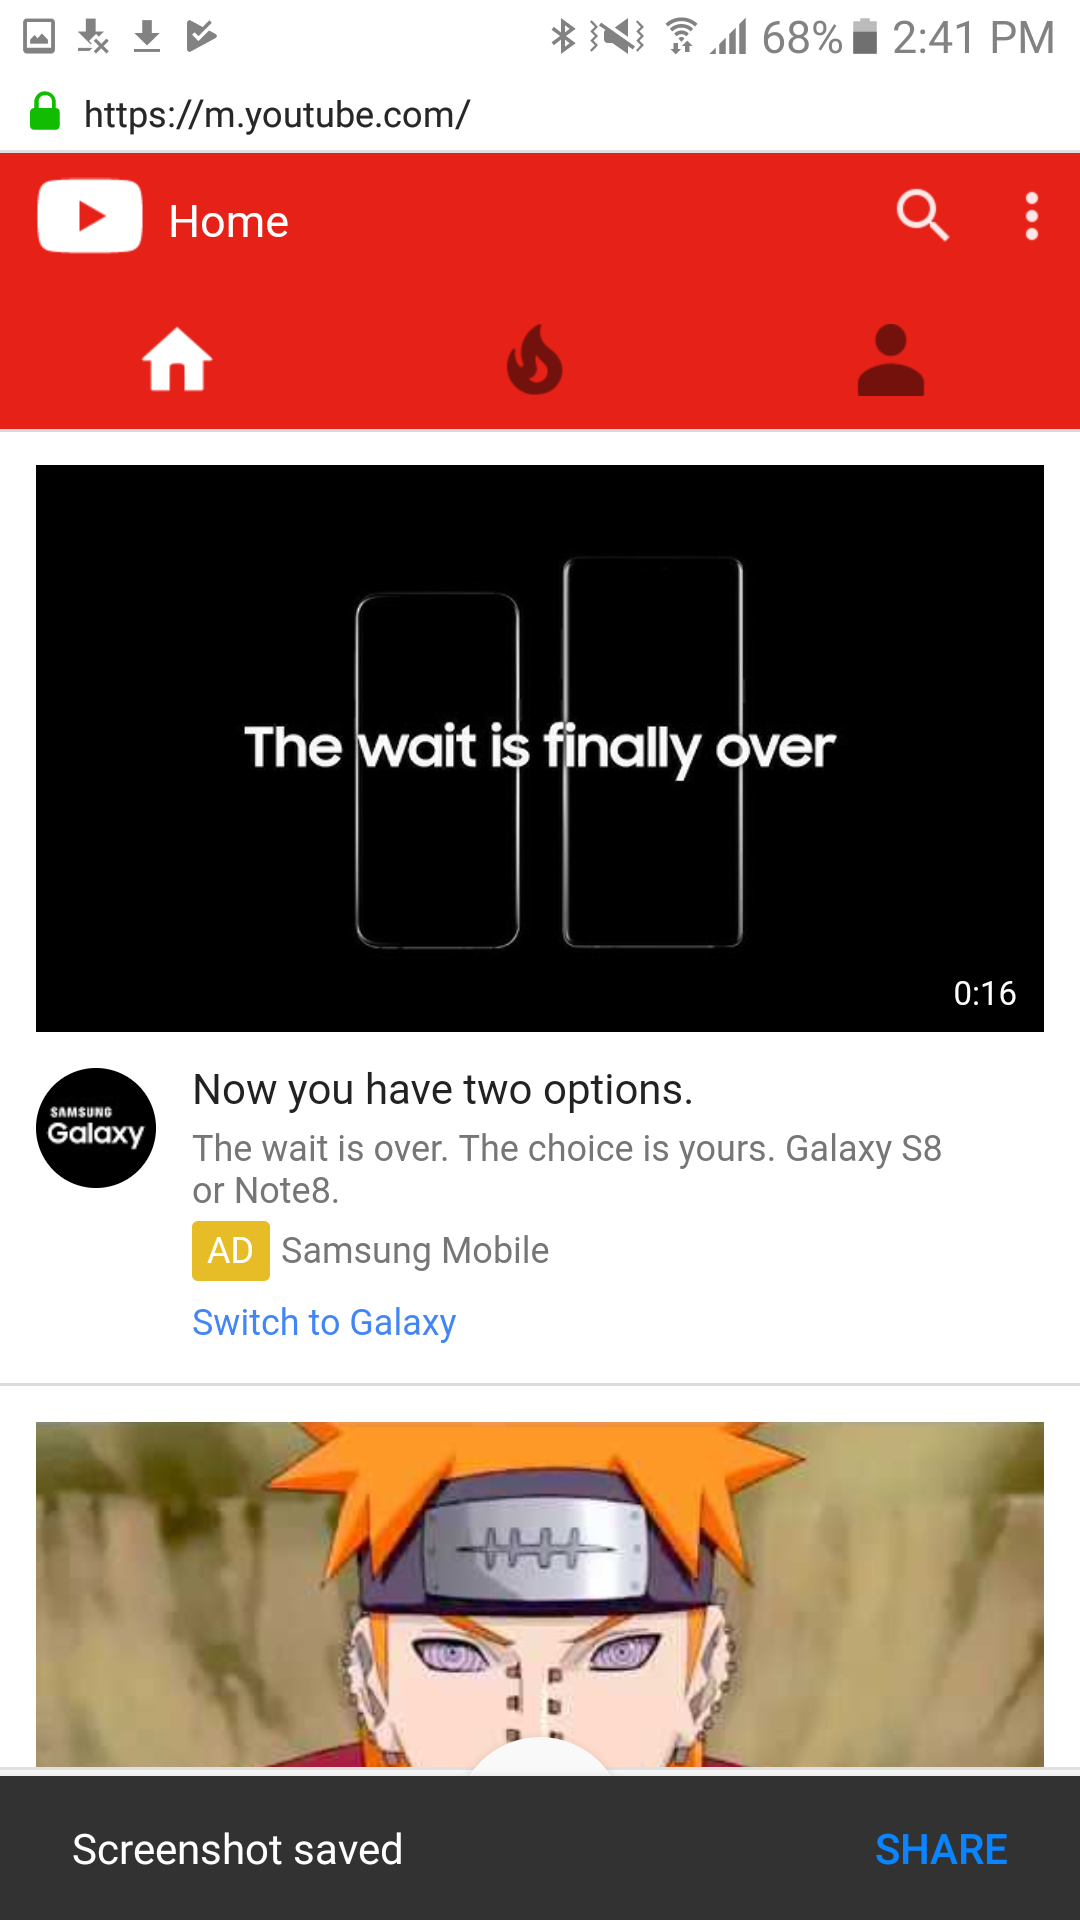 68% 2:41 PM
https://m.youtube.com/
Home
The wait is finally over
0:16
SAMSUNG
Galaxy
Now you have two options.
The wait is over. The choice is yours. Galaxy S8
or Note8.
AD Samsung Mobile
Switch to Galaxy
Screenshot saved SHARE